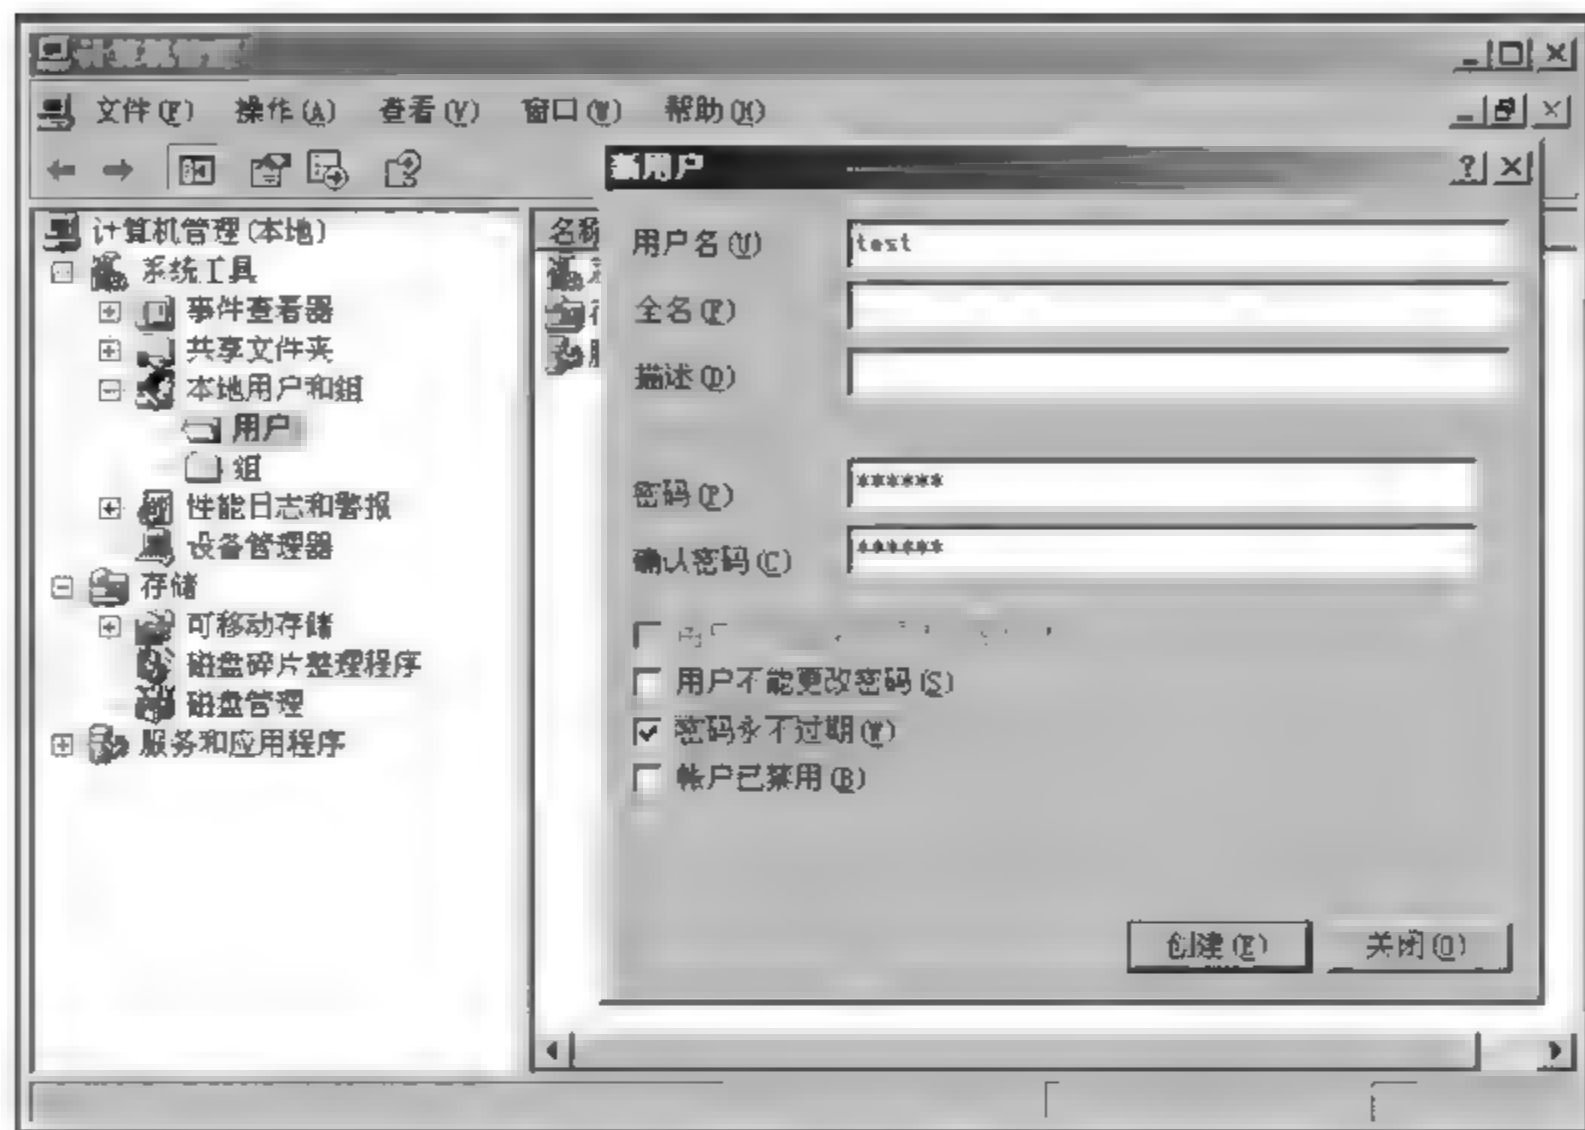 计算机管理
文件(F) 操作(A) 查看(V) 窗口(W) 帮助(H)
计算机管理(本地)
系统工具
事件查看器
共享文件夹
本地用户和组
用户
组
性能日志和警报
设备管理器
存储
可移动存储
磁盘碎片整理程序
磁盘管理
服务和应用程序
名称
新用户
用户名(U)
test
全名(F)
描述(D)
密码(P)
******
确认密码(C)
******
用户不能更改密码(S)
密码永不过期(W)
帐户已禁用(B)
创建(E) 关闭(O)